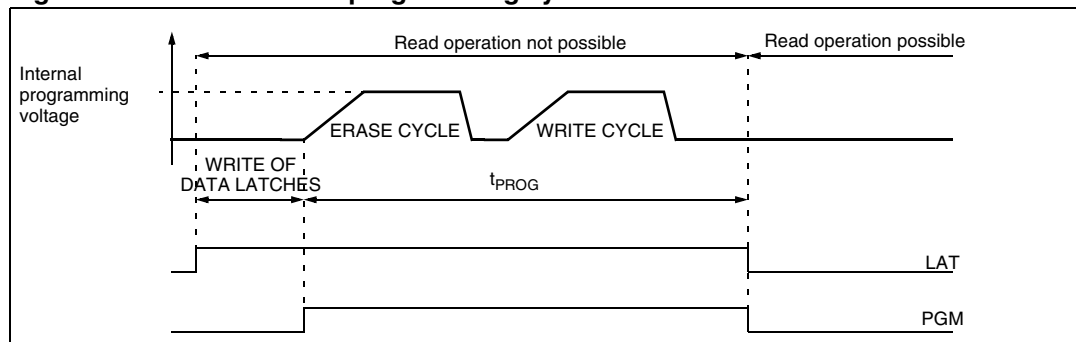 Read operation not possible
Read operation possible
Internal
programming
voltage
ERASE CYCLE
WRITE CYCLE
WRITE OF
DATA LATCHES
tPROG
LAT
PGM